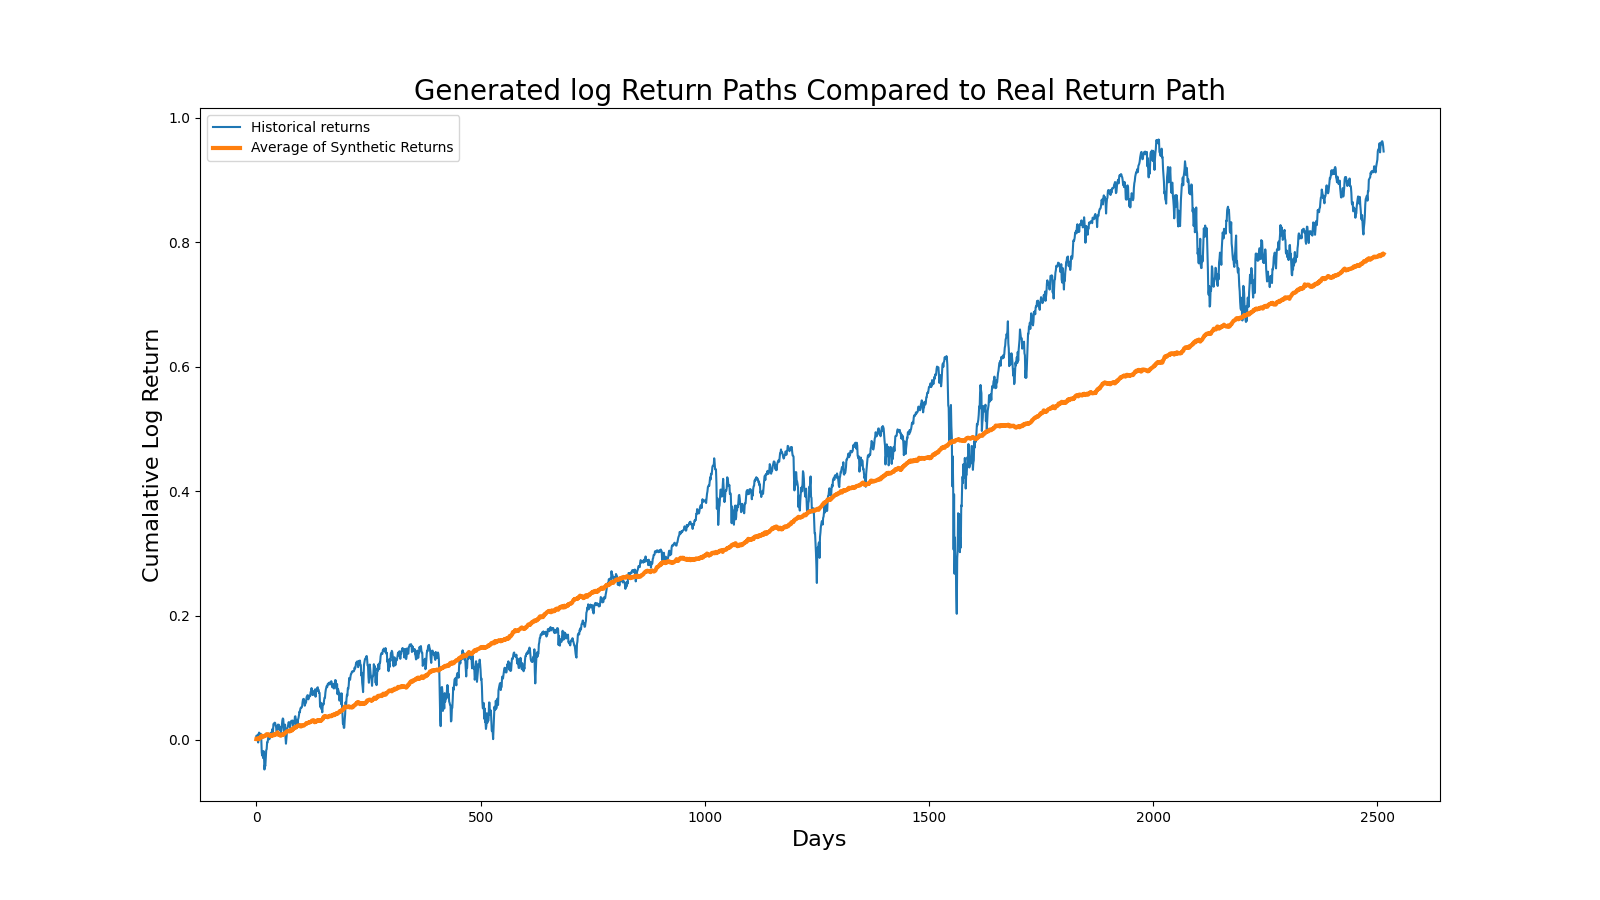 Generated log Return Paths Compared to Real Return Path
Historical returns
Average of Synthetic Returns
Cumalative Log Return
1.0
0.8
0.6
0.4
0.2
0.0
0
500
1000
1500
2000
2500
Days